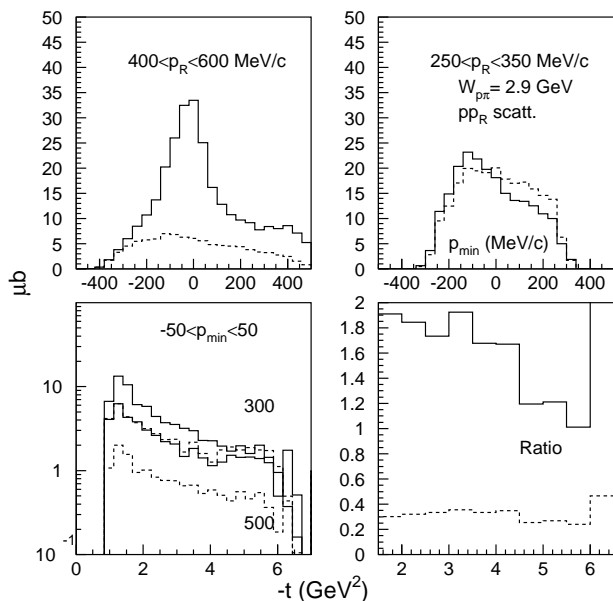 50
45
40
35
30
25
20
15
10
5
0
400<p_R<600 MeV/c
-400 -200 0 200 400
50
45
40
35
30
25
20
15
10
5
0
250<p_R<350 MeV/c
W_pπ= 2.9 GeV
pp_R scatt.
p_min (MeV/c)
-400 -200 0 200 400
μb
10
1
10^-1
-50<p_min<50
300
500
0 2 4 6
2
1.8
1.6
1.4
1.2
1
0.8
0.6
0.4
0.2
0
Ratio
2 3 4 5 6
-t (GeV^2)